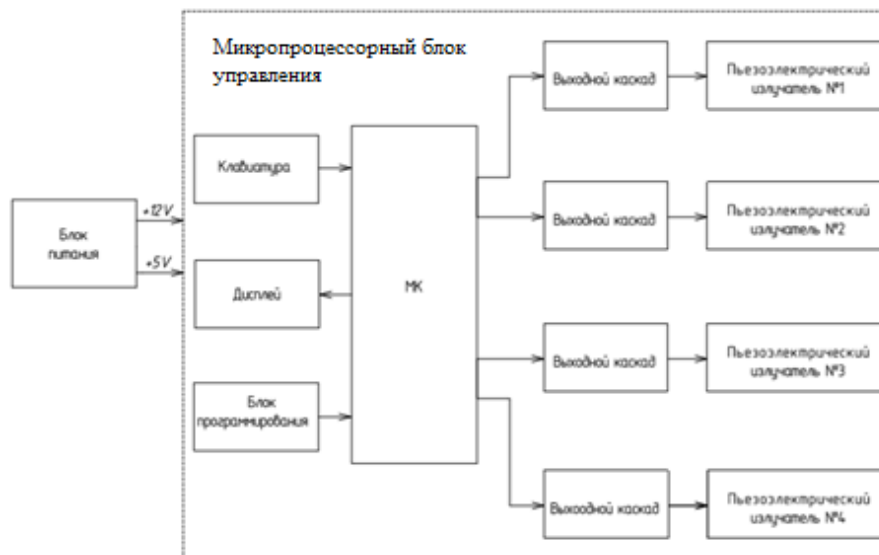 Микропроцессорный блок
управления
+12V
Блок
питания
+5V
Клавиатура
Дисплей
Блок
программирования
МК
Выходной каскад
Пьезоэлектрический
излучатель №1
Выходной каскад
Пьезоэлектрический
излучатель №2
Выходной каскад
Пьезоэлектрический
излучатель №3
Выхоодной каскад
Пьезоэлектрический
излучатель №4